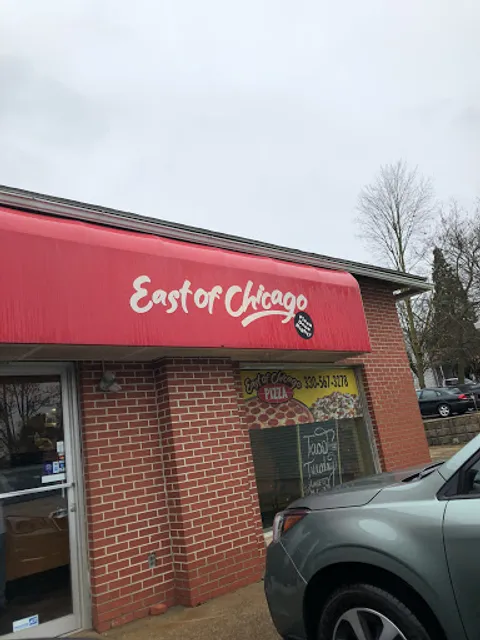 East of Chicago
East of Chicago 330-567-3278
PIZZA
Taco
Tuesday